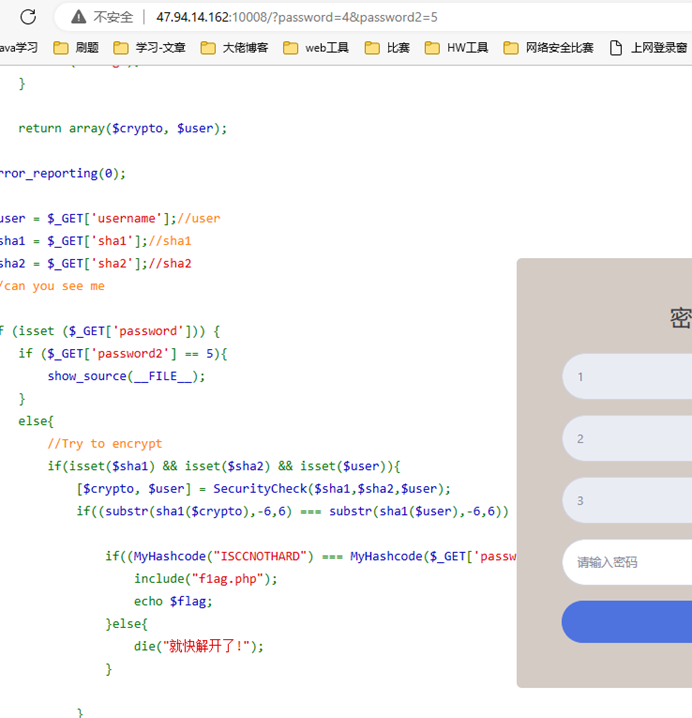 不安全 47.94.14.162:10008/?password=4&password2=5
ava学习 刷题 学习-文章 大佬博客 web工具 比赛 HW工具 网络安全比赛 上网登录窗
}
return array($crypto, $user);
rror_reporting(0);
user = $_GET['username'];//user
sha1 = $_GET['sha1'];//sha1
sha2 = $_GET['sha2'];//sha2
/can you see me
f (isset ($_GET['password'])) {
if ($_GET['password2'] == 5){
show_source(__FILE__);
}
else{
//Try to encrypt
if(isset($sha1) && isset($sha2) && isset($user)){
[$crypto, $user] = SecurityCheck($sha1,$sha2,$user);
if((substr(sha1($crypto),-6,6) === substr(sha1($user),-6,6))
if((MyHashcode("ISCCNOTHARD") === MyHashcode($_GET['passw
include("f1ag.php");
echo $flag;
}else{
die("就快解开了!");
}
}
密
1
2
3
请输入密码